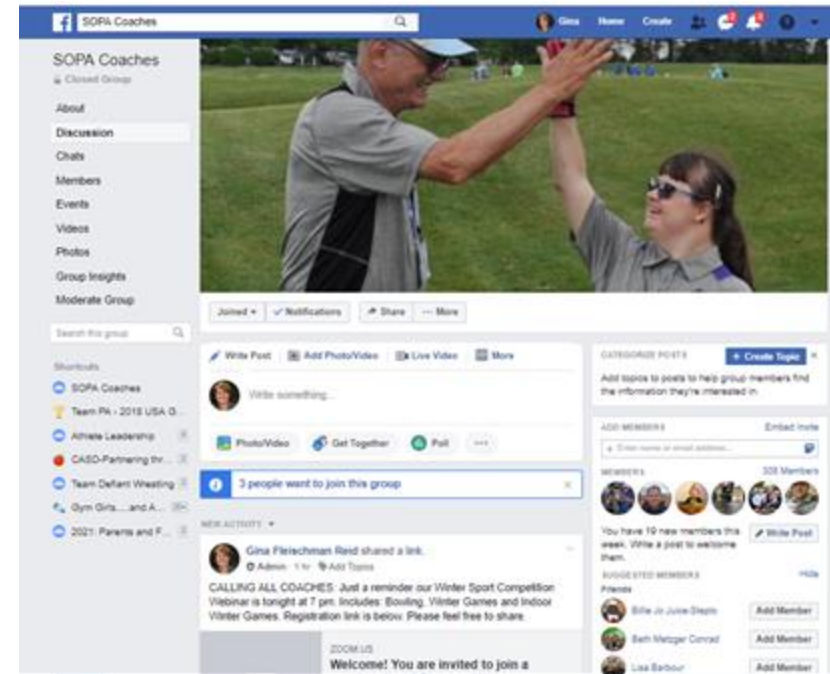 SOPA Coaches
Gina Home Create
SOPA Coaches
Closed Group
About
Discussion
Chats
Members
Events
Videos
Photos
Group Insights
Moderate Group
Search this group
Shortcuts
SOPA Coaches
Team PA - 2018 USA G...
Athlete Leadership
CASD-Partnering thr...
Team Defiant Wrestling
Gym Girls....and A...
2021: Parents and F...
Joined Notifications Share More
Write Post Add Photo/Video Live Video More
Write something...
Photo/Video Get Together Poll
3 people want to join this group
NEW ACTIVITY
Gina Fleischman Reid shared a link.
Admin · 1 hr · Add Topics
CALLING ALL COACHES: Just a reminder our Winter Sport Competition
Webinar is tonight at 7 pm. Includes: Bowling, Winter Games and Indoor
Winter Games. Registration link is below. Please feel free to share.
ZOOM.US
Welcome! You are invited to join a
CATEGORIZE POSTS
+ Create Topic
Add topics to posts to help group members find
the information they're interested in.
ADD MEMBERS Embed Invite
+ Enter name or email address...
MEMBERS 308 Members
You have 19 new members this
week. Write a post to welcome
them.
Write Post
SUGGESTED MEMBERS Hide
Friends
Billie Jo Add Member
Beth Metzger Conrad Add Member
Lisa Barbour Add Member